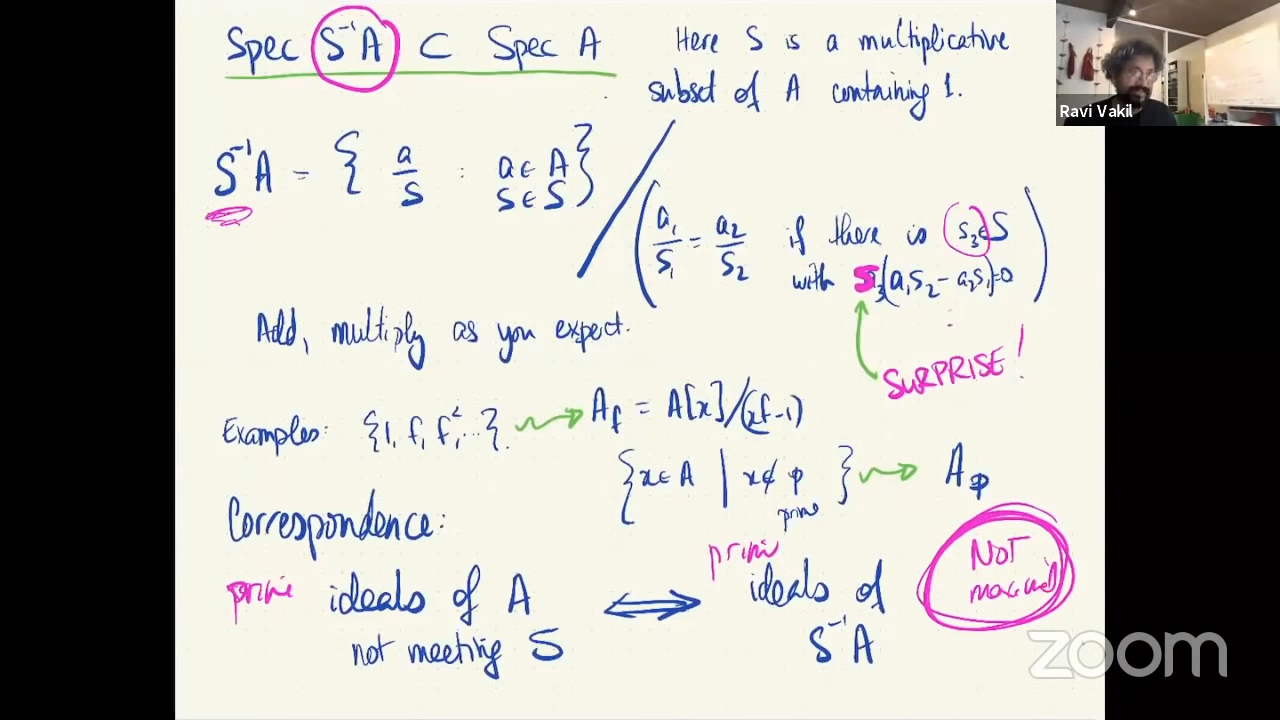 Spec S⁻¹A ⊂ Spec A
Here S is a multiplicative
subset of A containing 1.
Ravi Vakil
S⁻¹A = { a/s : a ∈ A s ∈ S }
a₁/s₁ = a₂/s₂ if there is s₃ ∈ S
with s₃(a₁s₂ - a₂s₁)=0
SURPRISE!
Add, multiply as you expect.
Examples: {1, f, f², ...}. A_f = A[x]/(xf-1)
{x ∈ A | x ∉ p } A_p
prime
Correspondence:
prime ideals of A ⟺ prime ideals of
not meeting S S⁻¹A
NOT
maximal
zoom